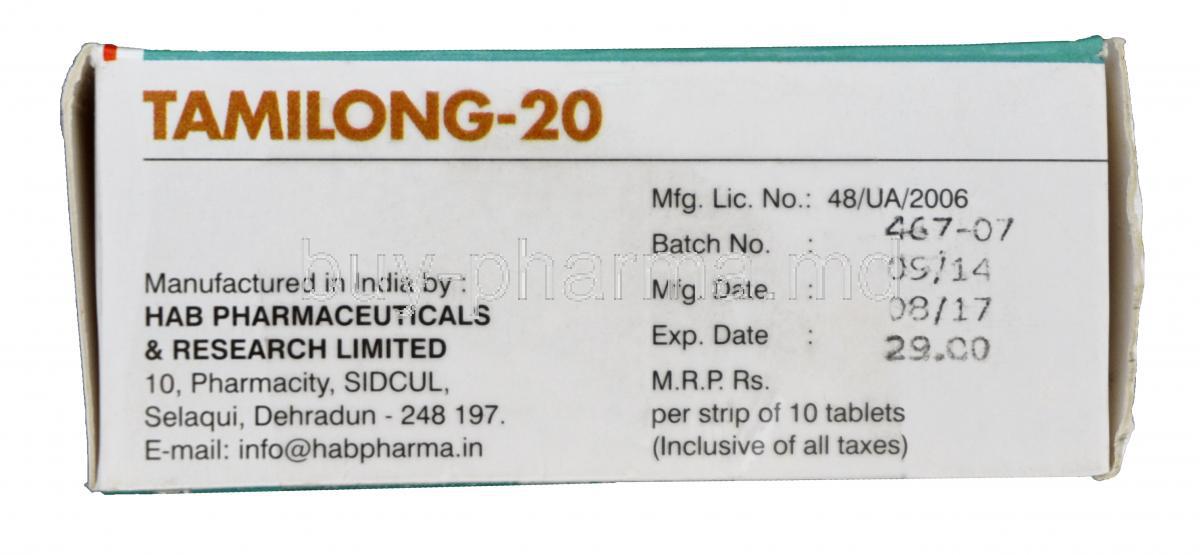 TAMILONG-20
Manufactured in India by :
HAB PHARMACEUTICALS
& RESEARCH LIMITED
10, Pharmacity, SIDCUL,
Selaqui, Dehradun - 248 197.
E-mail: info@habpharma.in
Mfg. Lic. No.: 48/UA/2006
Batch No. : 467-07
Mfg. Date. : 09/14
Exp. Date : 08/17
M.R.P. Rs. 29.00
per strip of 10 tablets
(Inclusive of all taxes)
buy-pharma.md